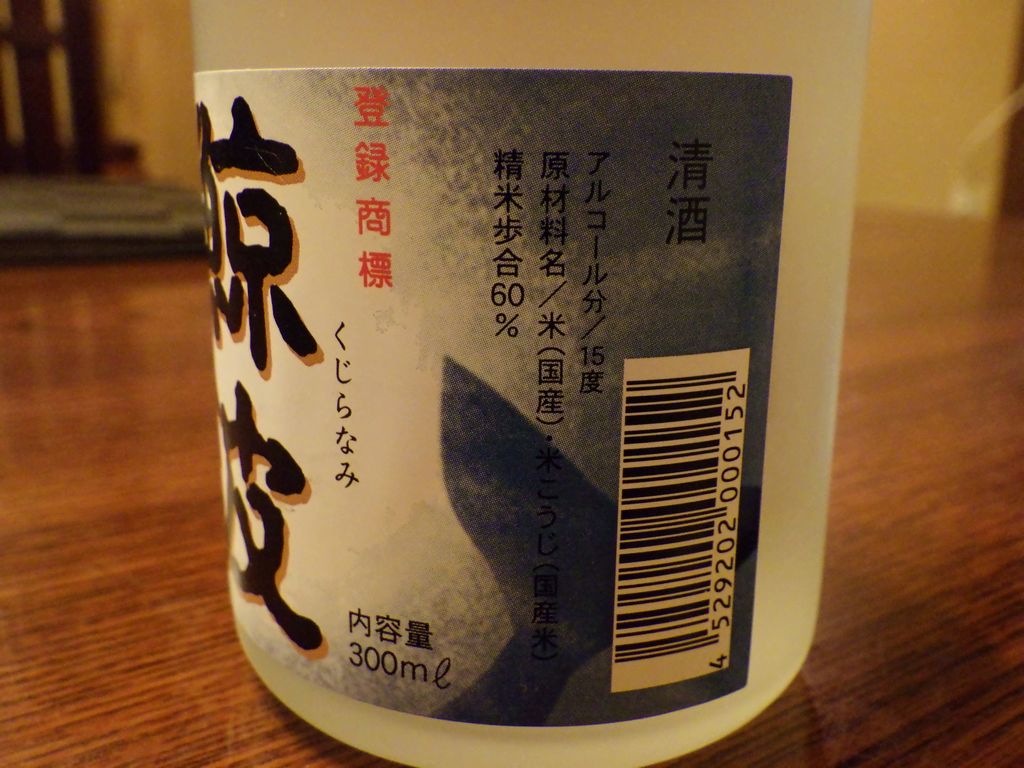 清酒
アルコール分/15度
原材料名/米(国産)・米こうじ(国産米)
精米歩合60%
登録商標
くじらなみ
鯨波
内容量
300mℓ
4 529202 000152